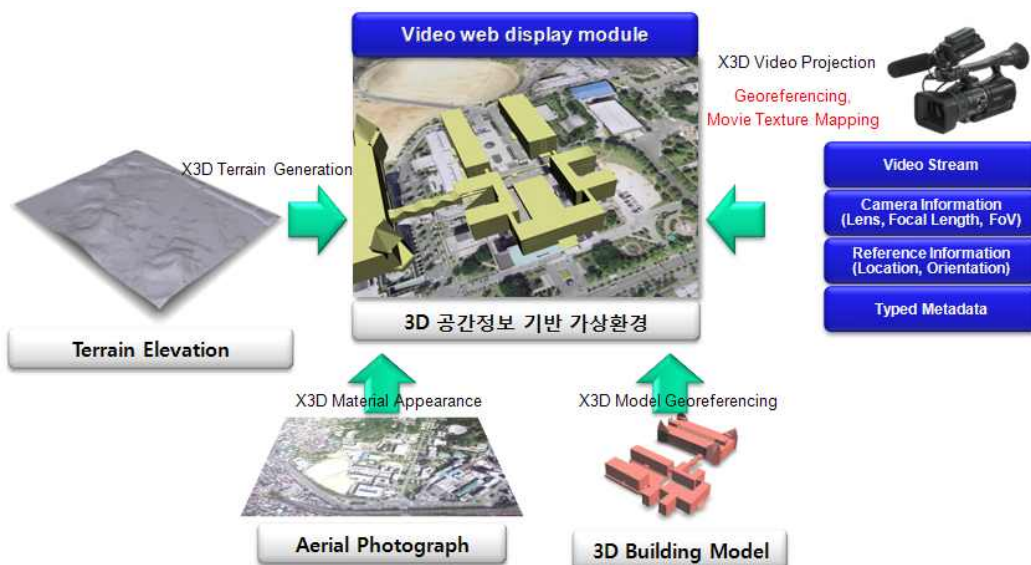 Video web display module
X3D Video Projection
Georeferencing,
Movie Texture Mapping
X3D Terrain Generation
Video Stream
Camera Information
(Lens, Focal Length, FoV)
Reference Information
(Location, Orientation)
Typed Metadata
3D 공간정보 기반 가상환경
Terrain Elevation
X3D Material Appearance
X3D Model Georeferencing
Aerial Photograph
3D Building Model